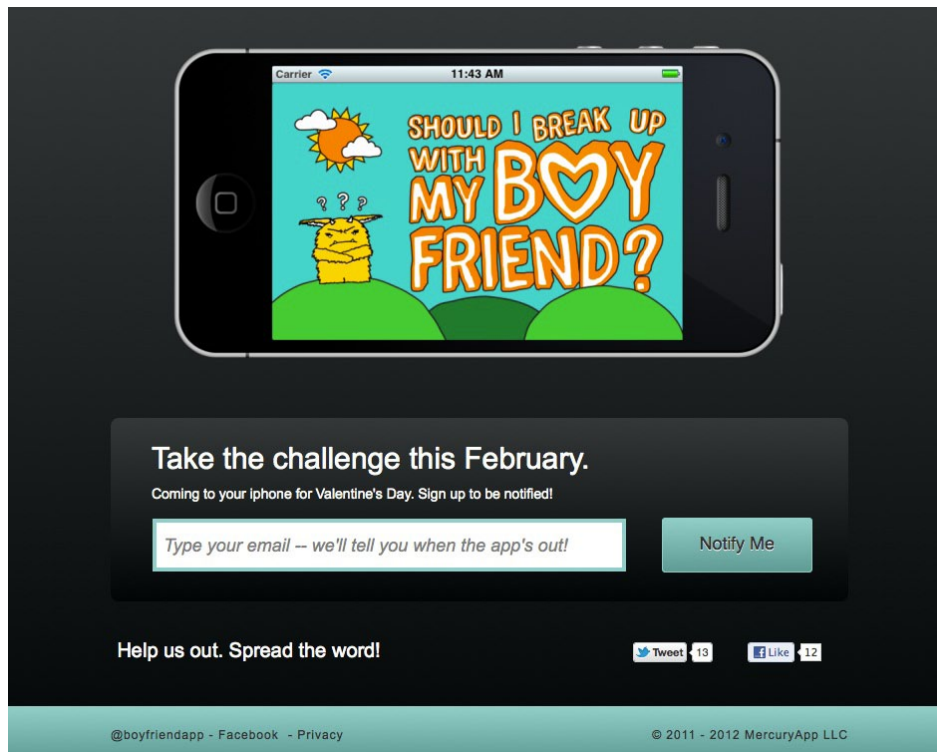 Carrier 11:43 AM
SHOULD I BREAK UP
WITH
MY BOY
FRIEND?
? ? ?
Take the challenge this February.
Coming to your iphone for Valentine's Day. Sign up to be notified!
Type your email -- we'll tell you when the app's out!
Notify Me
Help us out. Spread the word!
Tweet 13 Like 12
@boyfriendapp - Facebook - Privacy © 2011 - 2012 MercuryApp LLC